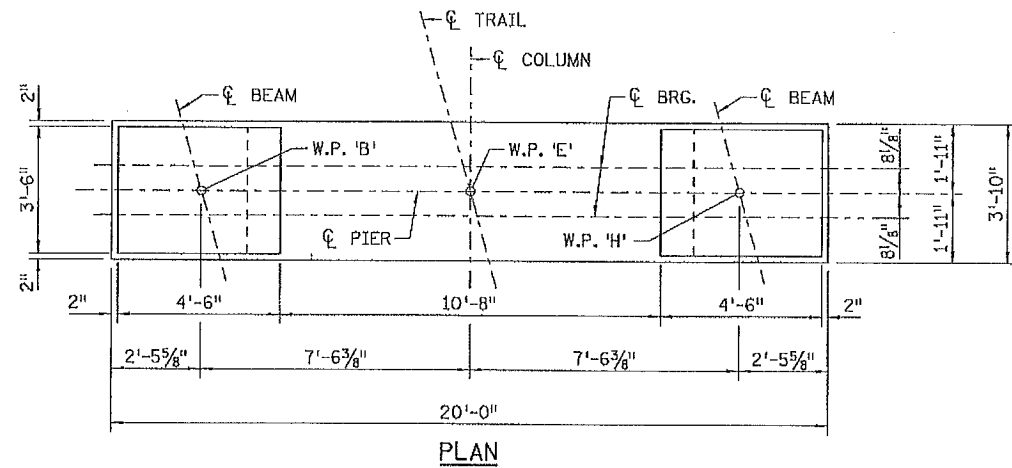 ℄ TRAIL
℄ COLUMN
℄ BEAM
℄ BRG.
℄ BEAM
2"
3'-6"
2"
W.P. 'B'
W.P. 'E'
℄ PIER
W.P. 'H'
8⅛"
8⅛"
1'-11"
1'-11"
3'-10"
2"
4'-6"
10'-8"
4'-6"
2"
2'-5⅝"
7'-6⅜"
7'-6⅜"
2'-5⅝"
20'-0"
PLAN